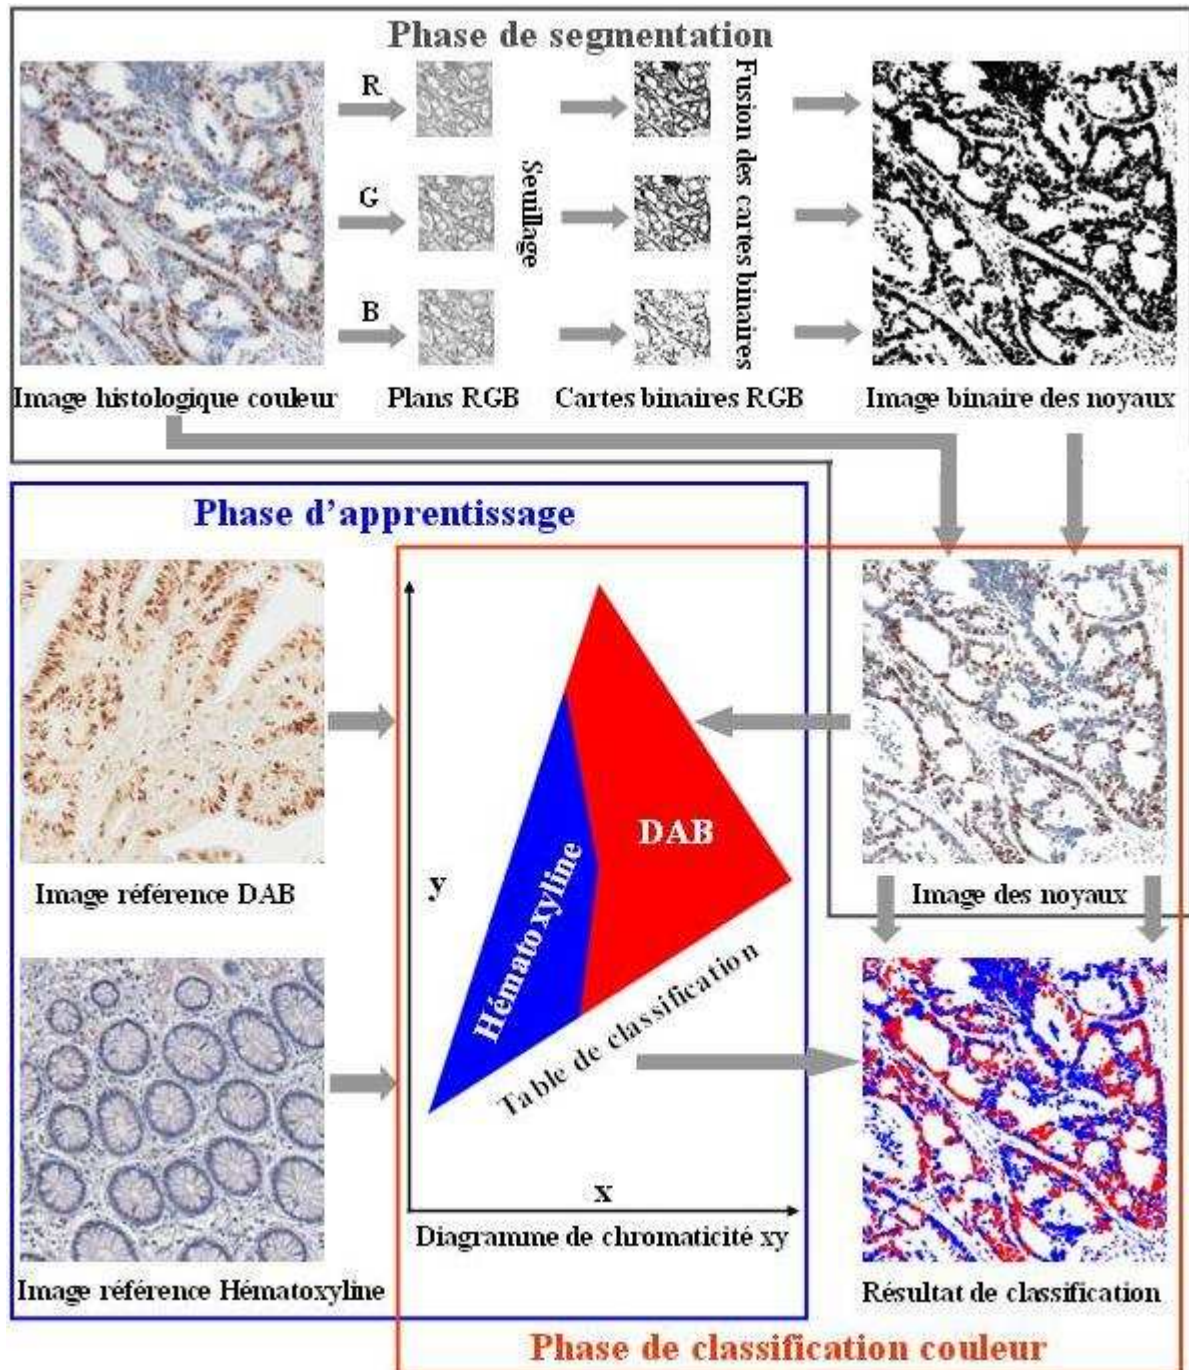 Phase de segmentation
R
G
B
Seuillage
Fusion des cartes binaires
Image histologique couleur
Plans RGB
Cartes binaires RGB
Image binaire des noyaux
Phase d'apprentissage
Image référence DAB
Image référence Hématoxyline
y
x
Hématoxyline
DAB
Table de classification
Diagramme de chromaticité xy
Image des noyaux
Résultat de classification
Phase de classification couleur